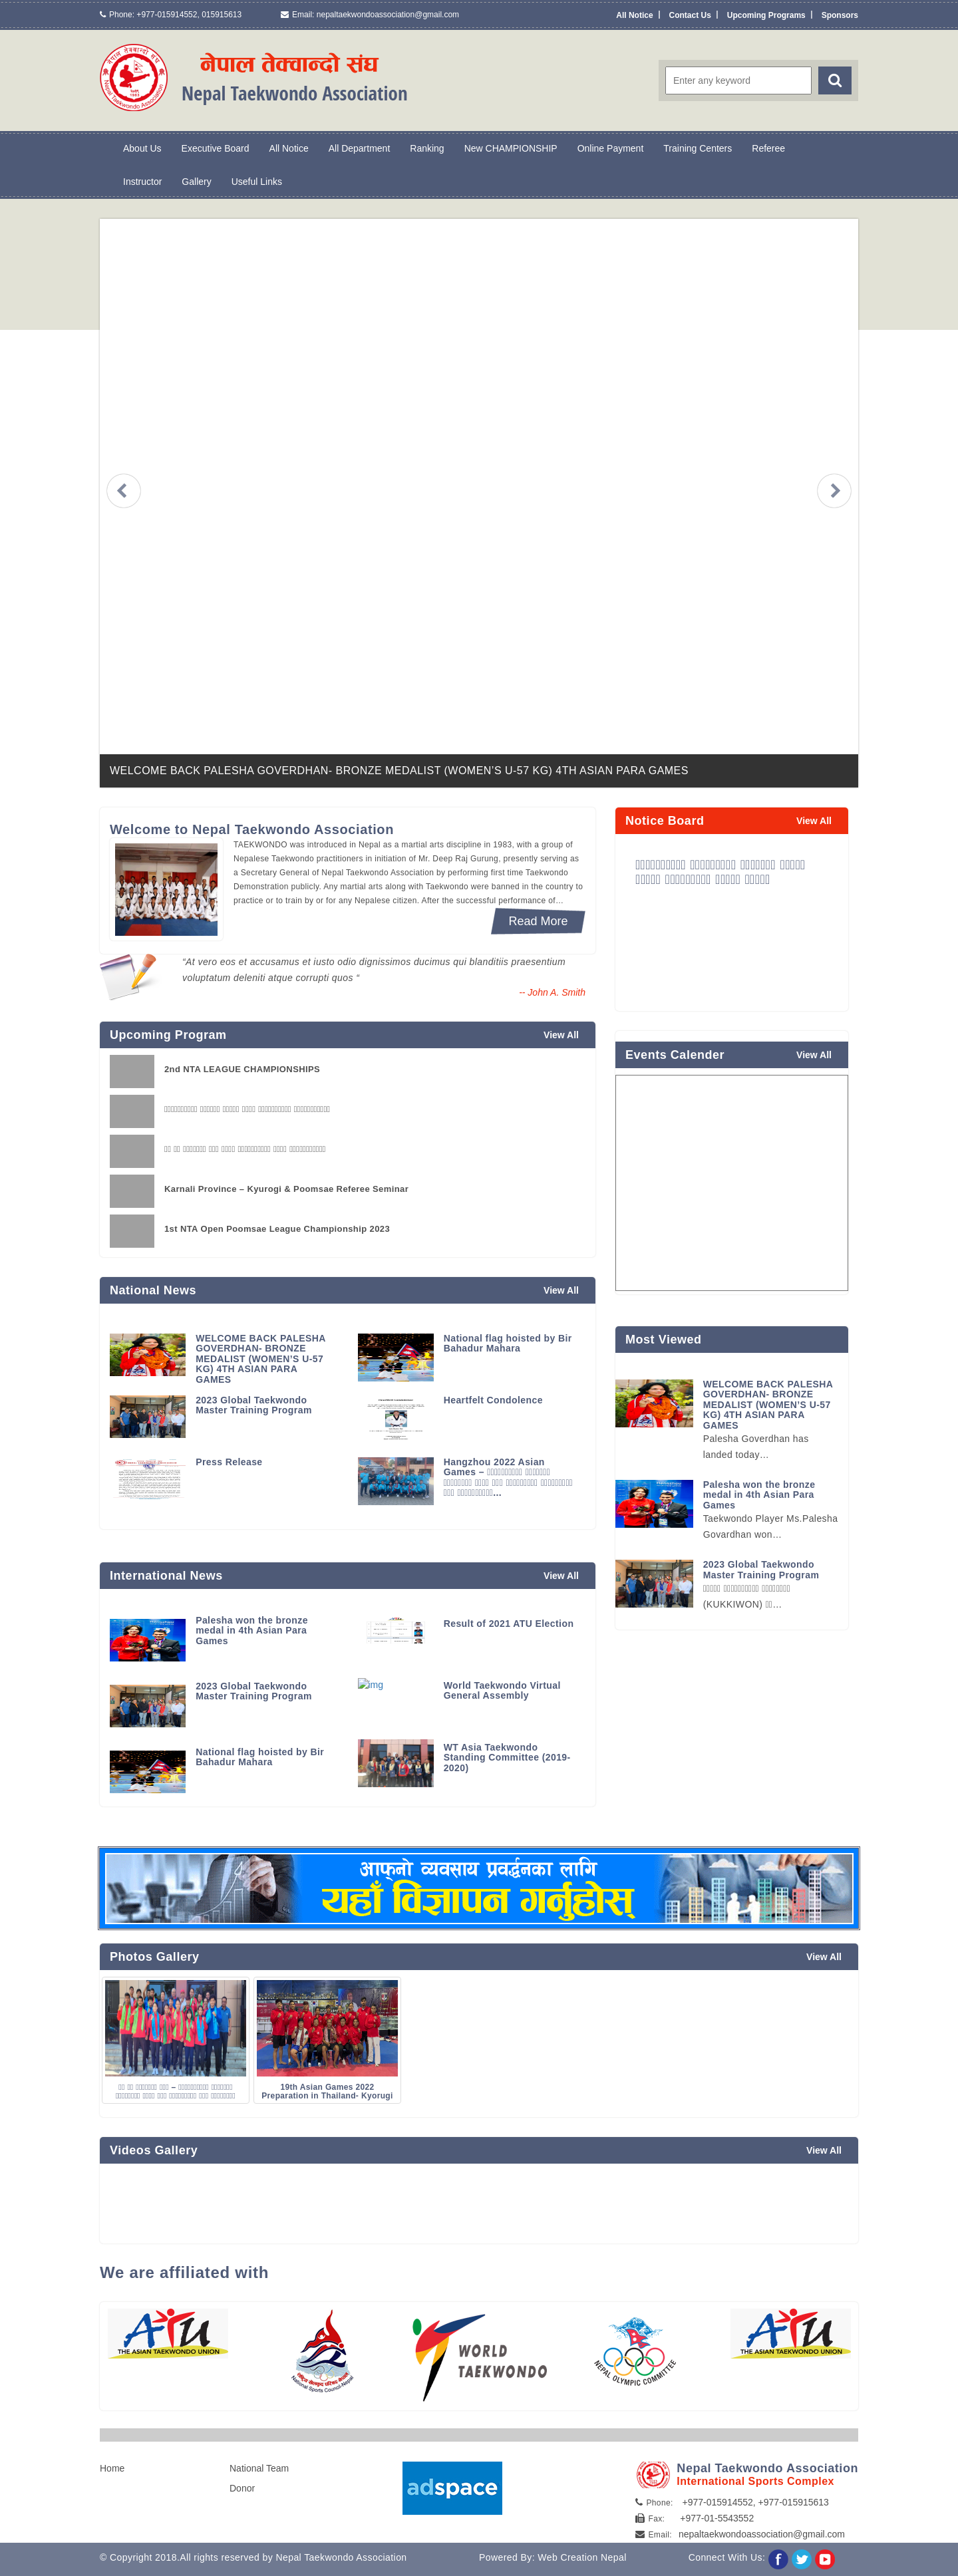 Phone: +977-015914552, 015915613
Email: nepaltaekwondoassociation@gmail.com
All Notice | Contact Us | Upcoming Programs | Sponsors
नेपाल तेक्वान्दो संघ
Nepal Taekwondo Association
Enter any keyword
About Us Executive Board All Notice All Department Ranking New CHAMPIONSHIP Online Payment Training Centers Referee
Instructor Gallery Useful Links
WELCOME BACK PALESHA GOVERDHAN- BRONZE MEDALIST (WOMEN'S U-57 KG) 4TH ASIAN PARA GAMES
Welcome to Nepal Taekwondo Association
TAEKWONDO was introduced in Nepal as a martial arts discipline in 1983, with a group of
Nepalese Taekwondo practitioners in initiation of Mr. Deep Raj Gurung, presently serving as
a Secretary General of Nepal Taekwondo Association by performing first time Taekwondo
Demonstration publicly. Any martial arts along with Taekwondo were banned in the country to
practice or to train by or for any Nepalese citizen. After the successful performance of…
Read More
“At vero eos et accusamus et iusto odio dignissimos ducimus qui blanditiis praesentium
voluptatum deleniti atque corrupti quos “
-- John A. Smith
Notice Board View All
Upcoming Program View All
2nd NTA LEAGUE CHAMPIONSHIPS
Karnali Province – Kyurogi & Poomsae Referee Seminar
1st NTA Open Poomsae League Championship 2023
Events Calender View All
National News View All
WELCOME BACK PALESHA
GOVERDHAN- BRONZE
MEDALIST (WOMEN'S U-57
KG) 4TH ASIAN PARA
GAMES
National flag hoisted by Bir
Bahadur Mahara
2023 Global Taekwondo
Master Training Program
Heartfelt Condolence
Press Release
Hangzhou 2022 Asian
Games –
Most Viewed
WELCOME BACK PALESHA
GOVERDHAN- BRONZE
MEDALIST (WOMEN'S U-57
KG) 4TH ASIAN PARA
GAMES
Palesha Goverdhan has
landed today…
Palesha won the bronze
medal in 4th Asian Para
Games
Taekwondo Player Ms.Palesha
Govardhan won…
2023 Global Taekwondo
Master Training Program
(KUKKIWON)
International News View All
Palesha won the bronze
medal in 4th Asian Para
Games
Result of 2021 ATU Election
2023 Global Taekwondo
Master Training Program
img
World Taekwondo Virtual
General Assembly
National flag hoisted by Bir
Bahadur Mahara
WT Asia Taekwondo
Standing Committee (2019-
2020)
आफ्नो व्यवसाय प्रवर्द्धनका लागि
यहाँ विज्ञापन गर्नुहोस्
Photos Gallery View All
19th Asian Games 2022
Preparation in Thailand- Kyorugi
Videos Gallery View All
We are affiliated with
ATU
THE ASIAN TAEKWONDO UNION
National Sports Council-Nepal
WORLD
TAEKWONDO
NEPAL OLYMPIC COMMITTEE
ATU
THE ASIAN TAEKWONDO UNION
Home
National Team
Donor
adspace
Nepal Taekwondo Association
International Sports Complex
Phone: +977-015914552, +977-015915613
Fax: +977-01-5543552
Email: nepaltaekwondoassociation@gmail.com
© Copyright 2018.All rights reserved by Nepal Taekwondo Association
Powered By: Web Creation Nepal
Connect With Us: